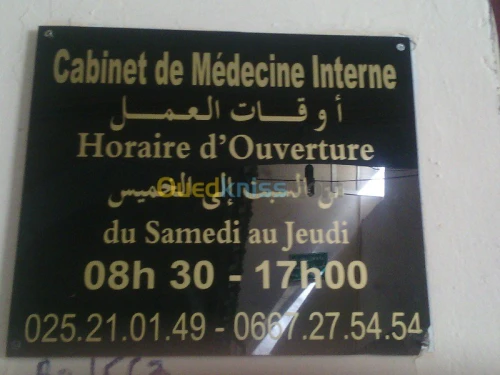 Cabinet de Médecine Interne
أوقات العمل
Horaire d'Ouverture
من السبت إلى الخميس
Ouedkniss
du Samedi au Jeudi
08h 30 - 17h00
025.21.01.49 - 0667.27.54.54